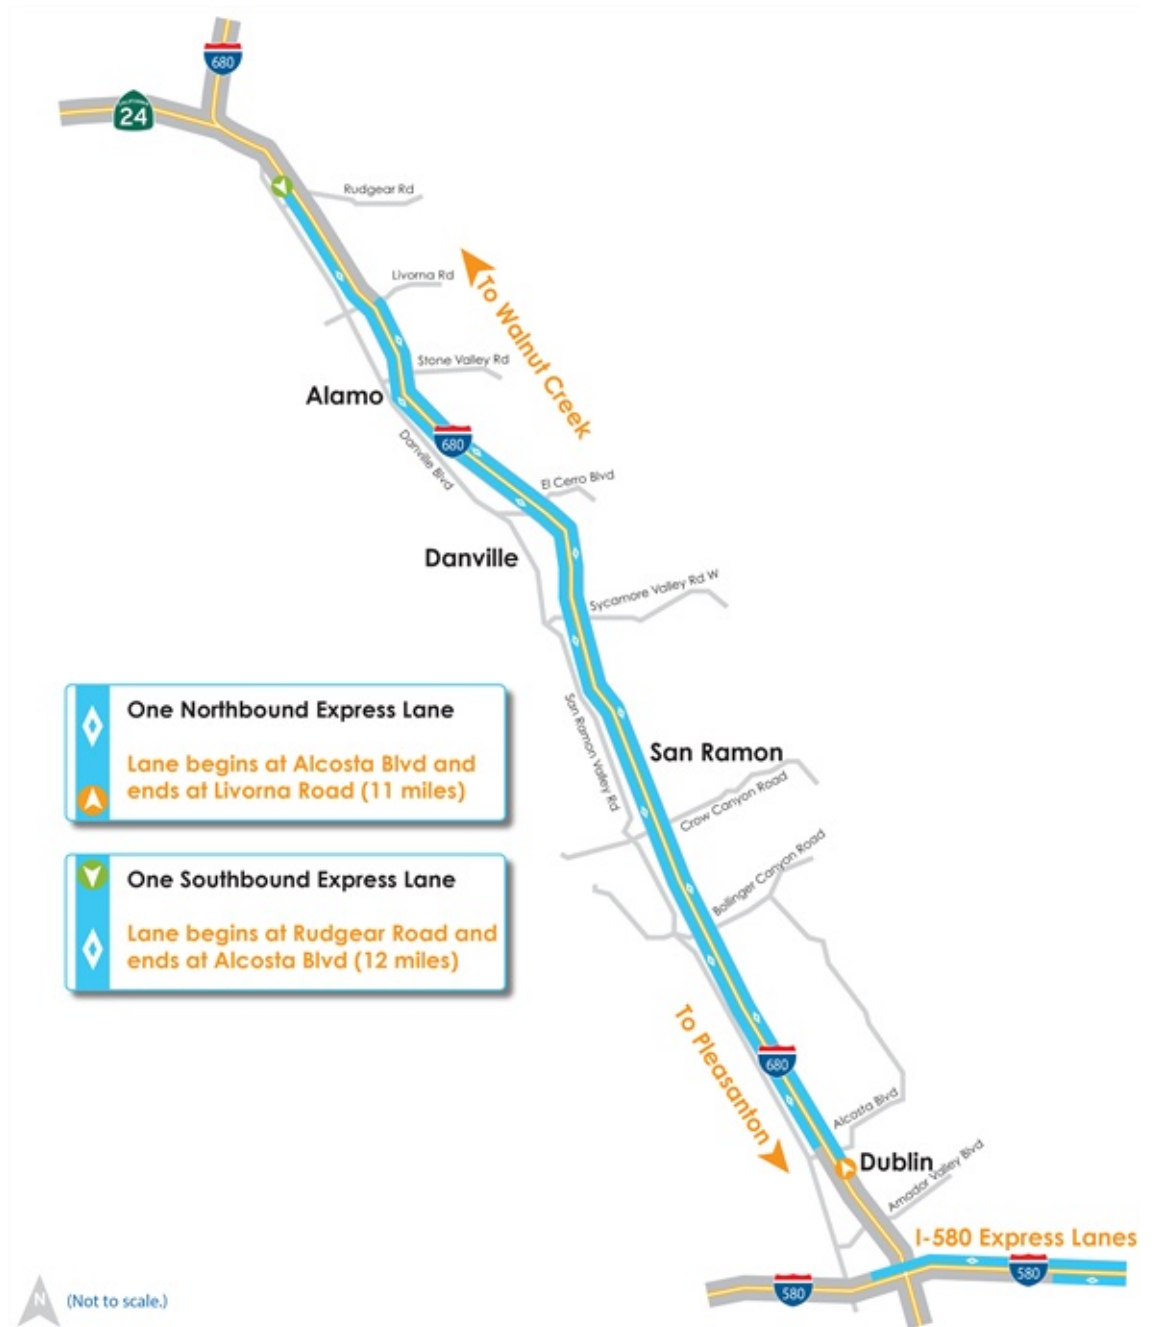 680
CALIFORNIA
24
Rudgear Rd
Livorna Rd
To Walnut Creek
Stone Valley Rd
Alamo
680
Danville Blvd
El Cerro Blvd
Danville
Sycamore Valley Rd W
One Northbound Express Lane
Lane begins at Alcosta Blvd and
ends at Livorna Road (11 miles)
San Ramon Valley Rd
San Ramon
Crow Canyon Road
Bollinger Canyon Road
One Southbound Express Lane
Lane begins at Rudgear Road and
ends at Alcosta Blvd (12 miles)
To Pleasanton
680
Alcosta Blvd
Dublin
Amador Valley Blvd
I-580 Express Lanes
580
580
N
(Not to scale.)